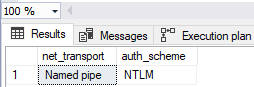 100 %
Results Messages Execution plan
net_transport auth_scheme
1 Named pipe NTLM